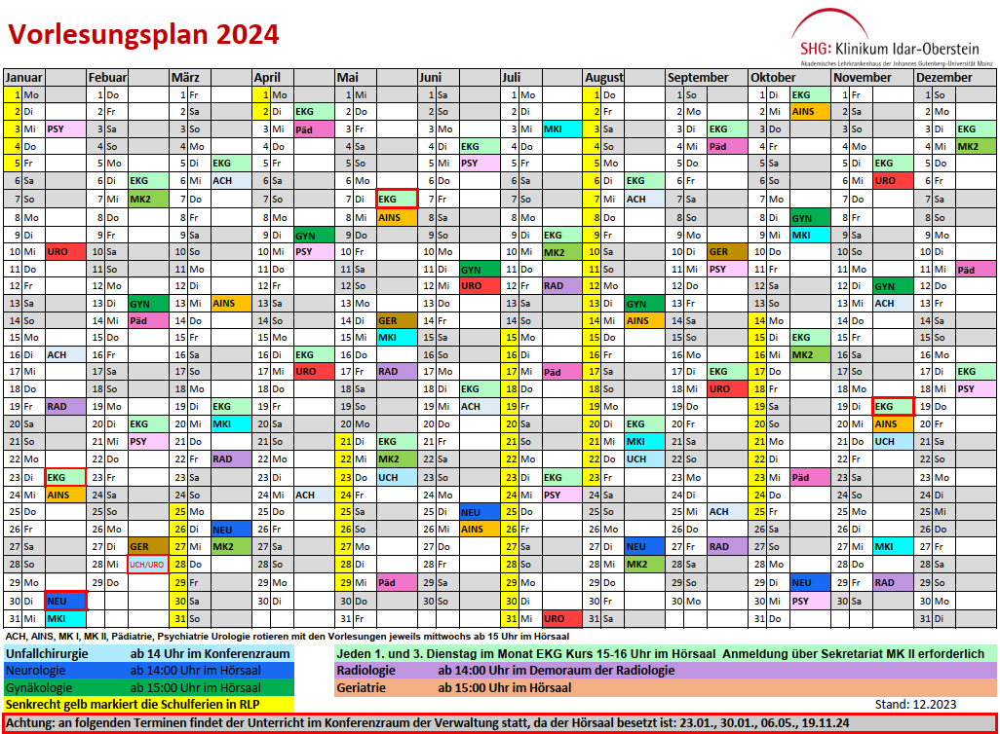 Vorlesungsplan 2024
SHG: Klinikum Idar-Oberstein
Akademisches Lehrkrankenhaus der Johannes Gutenberg-Universität Mainz
Januar Febuar März April Mai Juni Juli August September Oktober November Dezember
1 Mo 1 Do 1 Fr 1 Mo 1 Mi 1 Sa 1 Mo 1 Do 1 So 1 Di EKG 1 Fr 1 So
2 Di 2 Fr 2 Sa 2 Di EKG 2 Do 2 So 2 Di 2 Fr 2 Mo 2 Mi AINS 2 Sa 2 Mo
3 Mi PSY 3 Sa 3 So 3 Mi Päd 3 Fr 3 Mo 3 Mi MKI 3 Sa 3 Di EKG 3 Do 3 So 3 Di EKG
4 Do 4 So 4 Mo 4 Do 4 Sa 4 Di EKG 4 Do 4 So 4 Mi Päd 4 Fr 4 Mo 4 Mi MK2
5 Fr 5 Mo 5 Di EKG 5 Fr 5 So 5 Mi PSY 5 Fr 5 Mo 5 Do 5 Sa 5 Di EKG 5 Do
6 Sa 6 Di EKG 6 Mi ACH 6 Sa 6 Mo 6 Do 6 Sa 6 Di EKG 6 Fr 6 So 6 Mi URO 6 Fr
7 So 7 Mi MK2 7 Do 7 So 7 Di EKG 7 Fr 7 So 7 Mi ACH 7 Sa 7 Mo 7 Do 7 Sa
8 Mo 8 Do 8 Fr 8 Mo 8 Mi AINS 8 Sa 8 Mo 8 Do 8 So 8 Di GYN 8 Fr 8 So
9 Di 9 Fr 9 Sa 9 Di GYN 9 Do 9 So 9 Di EKG 9 Fr 9 Mo 9 Mi MKI 9 Sa 9 Mo
10 Mi URO 10 Sa 10 So 10 Mi PSY 10 Fr 10 Mo 10 Mi MK2 10 Sa 10 Di GER 10 Do 10 So 10 Di
11 Do 11 So 11 Mo 11 Do 11 Sa 11 Di GYN 11 Do 11 So 11 Mi PSY 11 Fr 11 Mo 11 Mi Päd
12 Fr 12 Mo 12 Di 12 Fr 12 So 12 Mi URO 12 Fr RAD 12 Mo 12 Do 12 Sa 12 Di GYN 12 Do
13 Sa 13 Di GYN 13 Mi AINS 13 Sa 13 Mo 13 Do 13 Sa 13 Di GYN 13 Fr 13 So 13 Mi ACH 13 Fr
14 So 14 Mi Päd 14 Do 14 So 14 Di GER 14 Fr 14 So 14 Mi AINS 14 Sa 14 Mo 14 Do 14 Sa
15 Mo 15 Do 15 Fr 15 Mo 15 Mi MKI 15 Sa 15 Mo 15 Do 15 So 15 Di EKG 15 Fr 15 So
16 Di ACH 16 Fr 16 Sa 16 Di EKG 16 Do 16 So 16 Di 16 Fr 16 Mo 16 Mi MK2 16 Sa 16 Mo
17 Mi 17 Sa 17 So 17 Mi URO 17 Fr RAD 17 Mo 17 Mi Päd 17 Sa 17 Di EKG 17 Do 17 So 17 Di EKG
18 Do 18 So 18 Mo 18 Do 18 Sa 18 Di EKG 18 Do 18 So 18 Mi URO 18 Fr 18 Mo 18 Mi PSY
19 Fr RAD 19 Mo 19 Di EKG 19 Fr 19 So 19 Mi ACH 19 Fr 19 Mo 19 Do 19 Sa 19 Di EKG 19 Do
20 Sa 20 Di EKG 20 Mi MKI 20 Sa 20 Mo 20 Do 20 Sa 20 Di EKG 20 Fr 20 So 20 Mi AINS 20 Fr
21 So 21 Mi PSY 21 Do 21 So 21 Di EKG 21 Fr 21 So 21 Mi MKI 21 Sa 21 Mo 21 Do UCH 21 Sa
22 Mo 22 Do 22 Fr RAD 22 Mo 22 Mi MK2 22 Sa 22 Mo 22 Do UCH 22 So 22 Di 22 Fr 22 So
23 Di EKG 23 Fr 23 Sa 23 Di 23 Do UCH 23 So 23 Di EKG 23 Fr 23 Mo 23 Mi Päd 23 Sa 23 Mo
24 Mi AINS 24 Sa 24 So 24 Mi ACH 24 Fr 24 Mo 24 Mi PSY 24 Sa 24 Di 24 Do 24 So 24 Di
25 Do 25 So 25 Mo 25 Do 25 Sa 25 Di NEU 25 Do 25 So 25 Mi ACH 25 Fr 25 Mo 25 Mi
26 Fr 26 Mo 26 Di NEU 26 Fr 26 So 26 Mi AINS 26 Fr 26 Mo 26 Do 26 Sa 26 Di 26 Do
27 Sa 27 Di GER 27 Mi MK2 27 Sa 27 Mo 27 Do 27 Sa 27 Di NEU 27 Fr RAD 27 So 27 Mi MKI 27 Fr
28 So 28 Mi UCH/URO 28 Do 28 So 28 Di 28 Fr 28 So 28 Mi MK2 28 Sa 28 Mo 28 Do 28 Sa
29 Mo 29 Do 29 Fr 29 Mo 29 Mi Päd 29 Sa 29 Mo 29 Do 29 So 29 Di NEU 29 Fr RAD 29 So
30 Di NEU 30 Sa 30 Di 30 Do 30 So 30 Di 30 Fr 30 Mo 30 Mi PSY 30 Sa 30 Mo
31 Mi MKI 31 So 31 Fr 31 Mi URO 31 Sa 31 Do 31 Di
ACH, AINS, MK I, MK II, Pädiatrie, Psychiatrie Urologie rotieren mit den Vorlesungen jeweils mittwochs ab 15 Uhr im Hörsaal
Unfallchirurgie ab 14 Uhr im Konferenzraum Jeden 1. und 3. Dienstag im Monat EKG Kurs 15-16 Uhr im Hörsaal Anmeldung über Sekretariat MK II erforderlich
Neurologie ab 14:00 Uhr im Hörsaal Radiologie ab 14:00 Uhr im Demoraum der Radiologie
Gynäkologie ab 15:00 Uhr im Hörsaal Geriatrie ab 15:00 Uhr im Hörsaal
Senkrecht gelb markiert die Schulferien in RLP Stand: 12.2023
Achtung: an folgenden Terminen findet der Unterricht im Konferenzraum der Verwaltung statt, da der Hörsaal besetzt ist: 23.01., 30.01., 06.05., 19.11.24